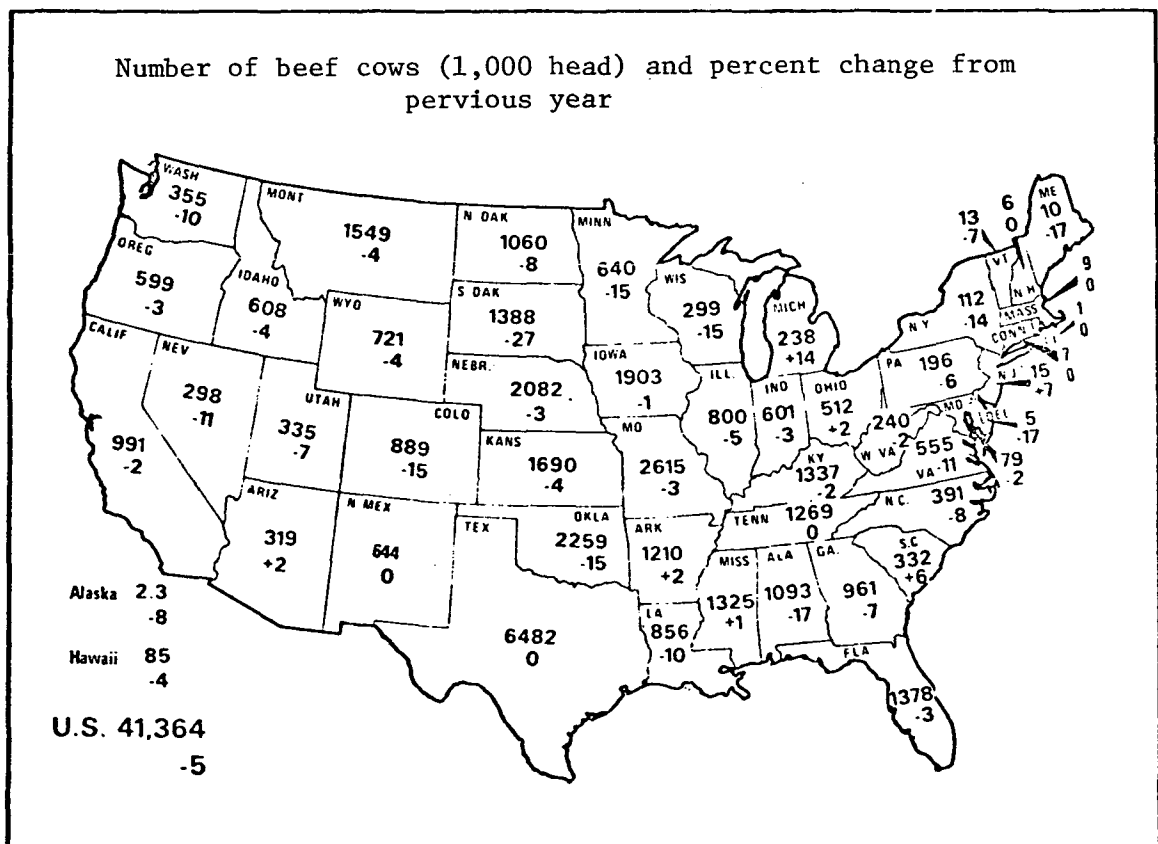 Number of beef cows (1,000 head) and percent change from
pervious year
WASH
355
-10
MONT
1549
-4
N DAK
1060
-8
MINN
640
-15
OREG
599
-3
IDAHO
608
-4
WYO
721
-4
S DAK
1388
-27
WIS
299
-15
MICH
238
+14
13
-7
VT
6
0
N H
ME
10
-17
9
0
MASS
1
0
CONN
7
0
N Y
112
-14
PA
196
-6
N J
15
+7
CALIF
991
-2
NEV
298
-11
UTAH
335
-7
COLO
889
-15
NEBR.
2082
-3
IOWA
1903
-1
ILL.
800
-5
IND
601
-3
OHIO
512
+2
W VA
240
-2
MD
79
-2
DEL
5
-17
VA
555
-11
KANS
1690
-4
MO
2615
-3
KY
1337
-2
N.C.
391
-8
ARIZ
319
+2
N MEX
644
0
TEX
6482
0
OKLA
2259
-15
ARK
1210
+2
TENN
1269
0
S.C
332
+6
MISS
1325
+1
ALA
1093
-17
GA.
961
-7
LA
856
-10
FLA
1378
-3
Alaska 2.3
-8
Hawaii 85
-4
U.S. 41,364
-5